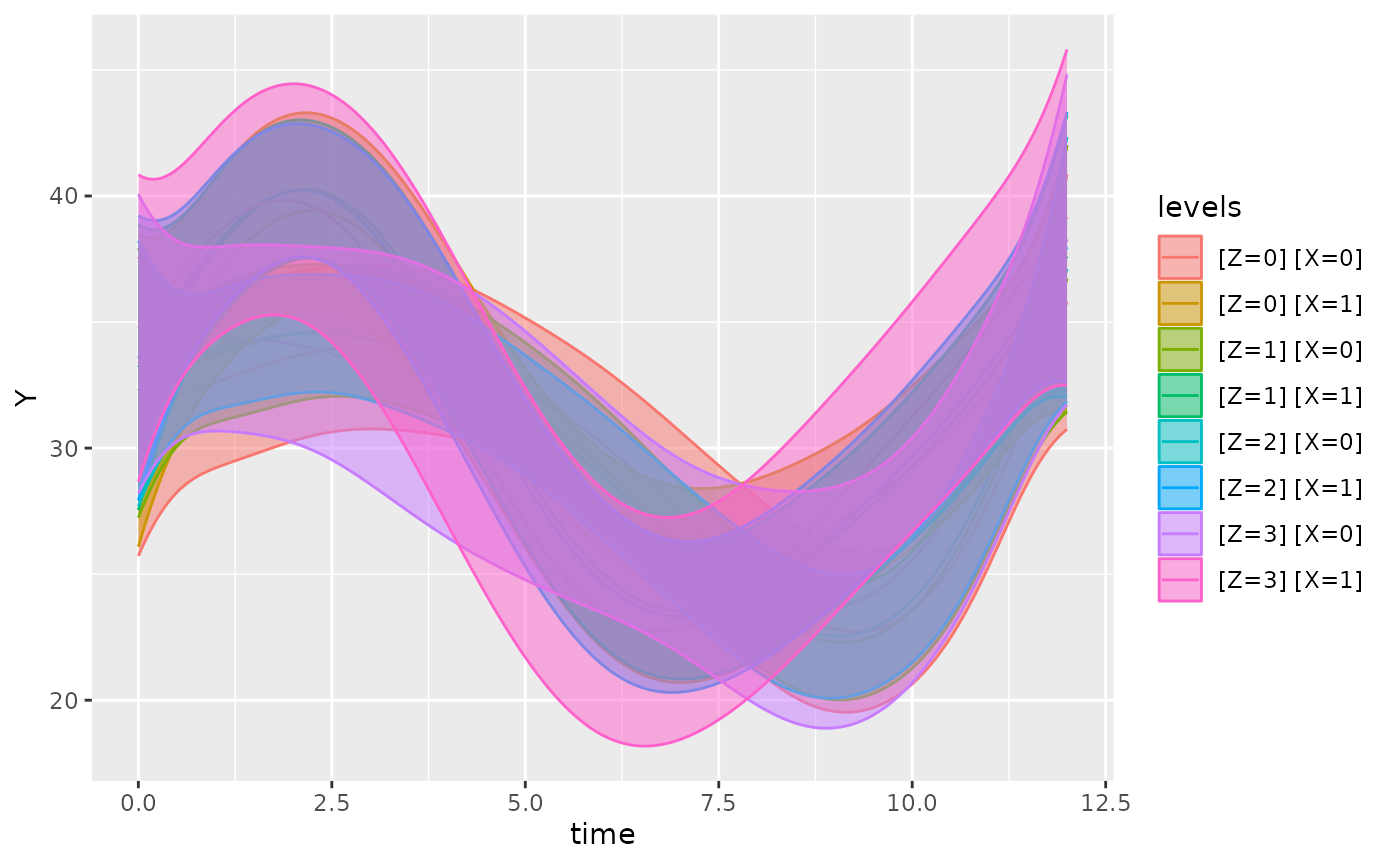 Y
40
30
20
0.0 2.5 5.0 7.5 10.0 12.5
time
levels
[Z=0] [X=0]
[Z=0] [X=1]
[Z=1] [X=0]
[Z=1] [X=1]
[Z=2] [X=0]
[Z=2] [X=1]
[Z=3] [X=0]
[Z=3] [X=1]